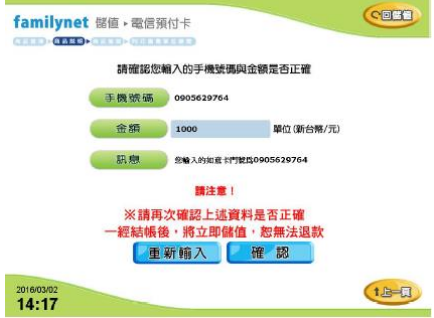 familynet 儲值 ▸ 電信預付卡
回儲值
請確認您輸入的手機號碼與金額是否正確
手機號碼 0905629764
金額 1000 單位(新台幣/元)
訊息 您輸入的如意卡門號為0905629764
請注意！
※請再次確認上述資料是否正確
一經結帳後，將立即儲值，恕無法退款
重新輸入 確認
2016/03/02
14:17
上一頁